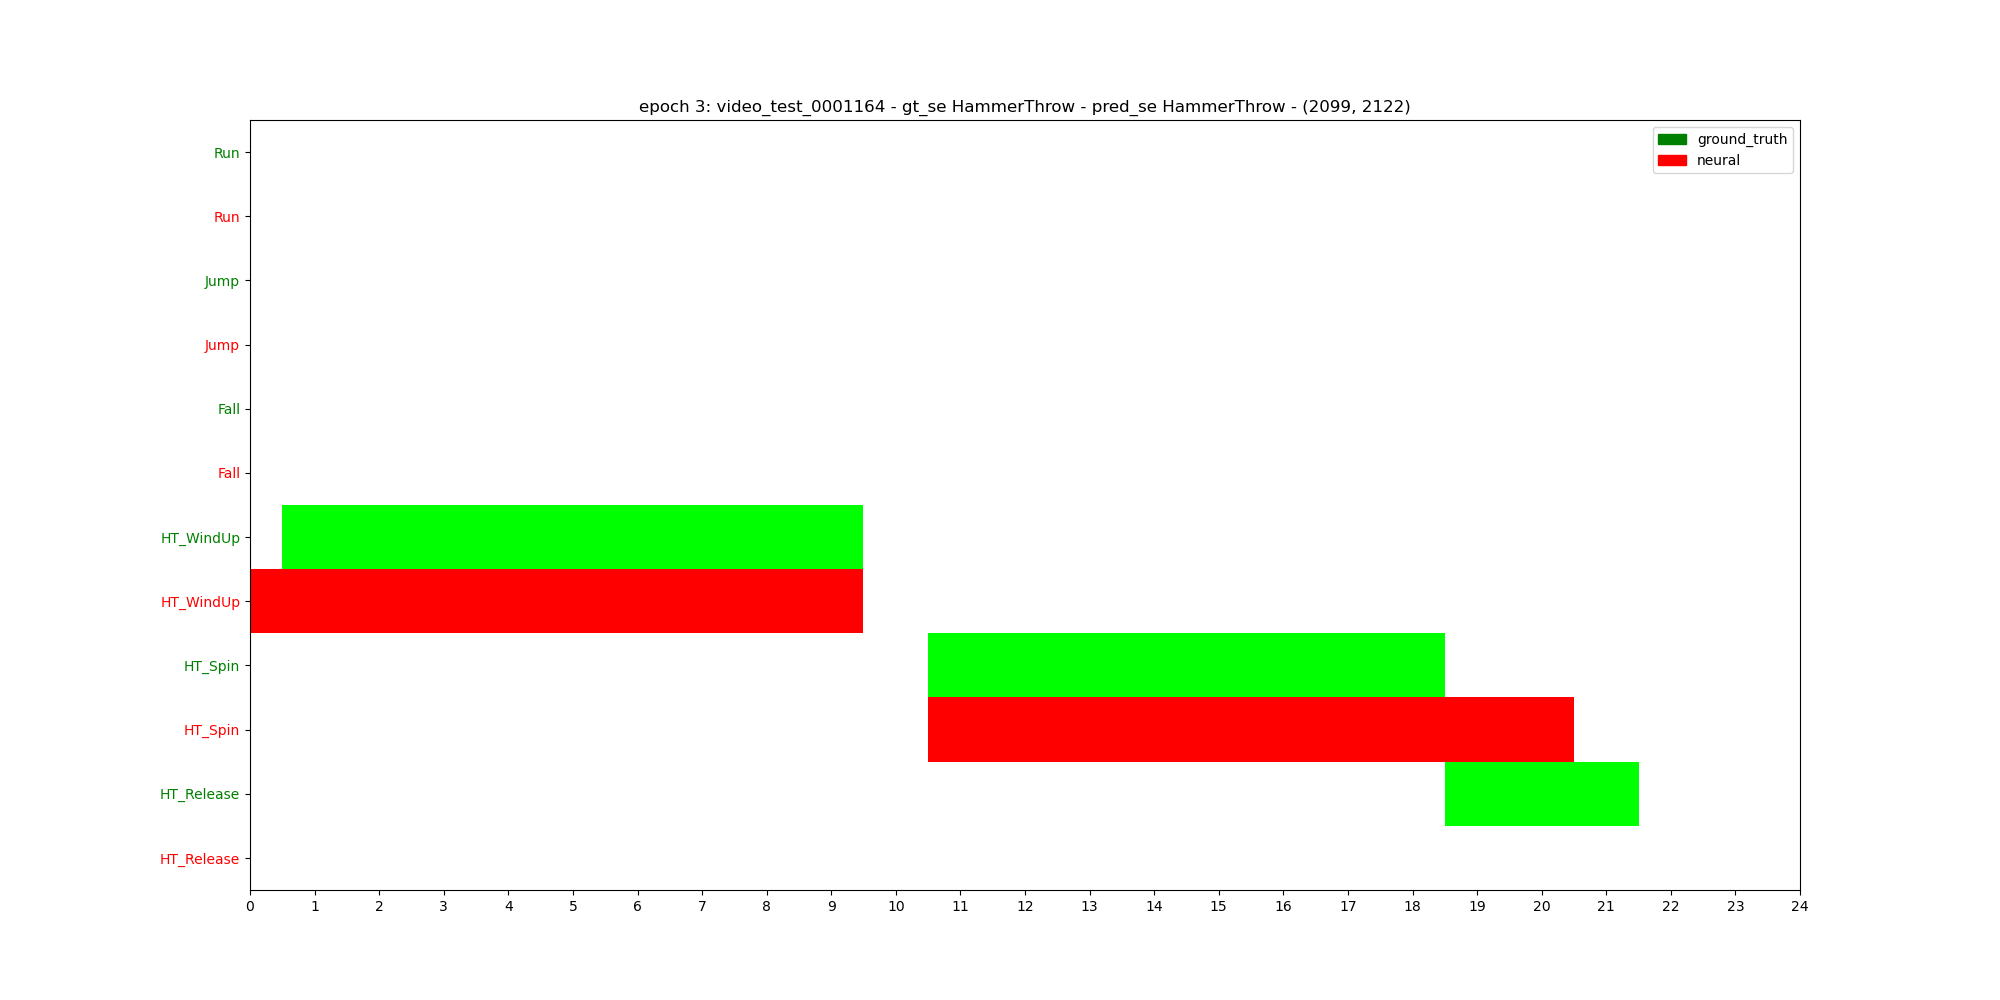 epoch 3: video_test_0001164 - gt_se HammerThrow - pred_se HammerThrow - (2099, 2122)
ground_truth
neural
Run
Run
Jump
Jump
Fall
Fall
HT_WindUp
HT_WindUp
HT_Spin
HT_Spin
HT_Release
HT_Release
0 1 2 3 4 5 6 7 8 9 10 11 12 13 14 15 16 17 18 19 20 21 22 23 24